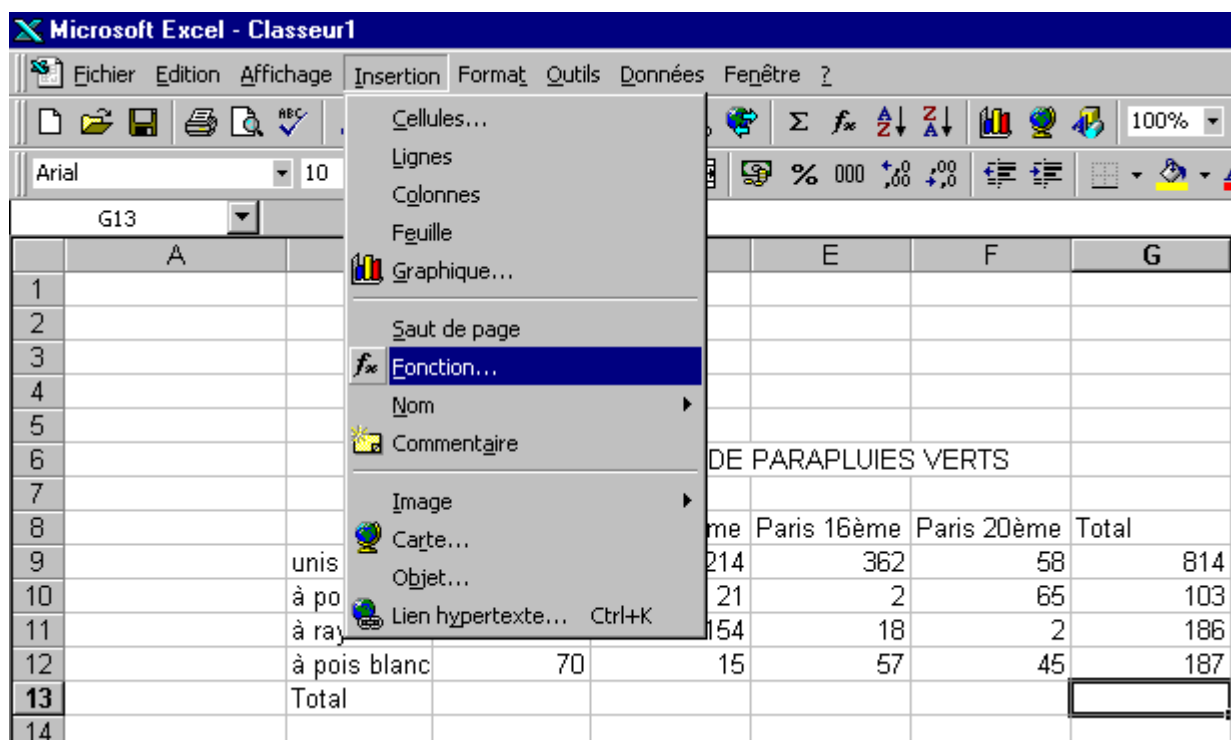 Microsoft Excel - Classeur1
Fichier Edition Affichage Insertion Format Outils Données Fenêtre ?
Cellules...
100%
Lignes
Arial 10
% 000
Colonnes
G13
Feuille
A E F G
Graphique...
1
2
Saut de page
3
Fonction...
4
Nom
5
Commentaire
6 DE PARAPLUIES VERTS
7
Image
8 Paris 16ème Paris 20ème Total
Carte...
9 unis 214 362 58 814
Objet...
10 à po 21 2 65 103
Lien hypertexte... Ctrl+K
11 à ray 154 18 2 186
12 à pois blanc 70 15 57 45 187
13 Total
14